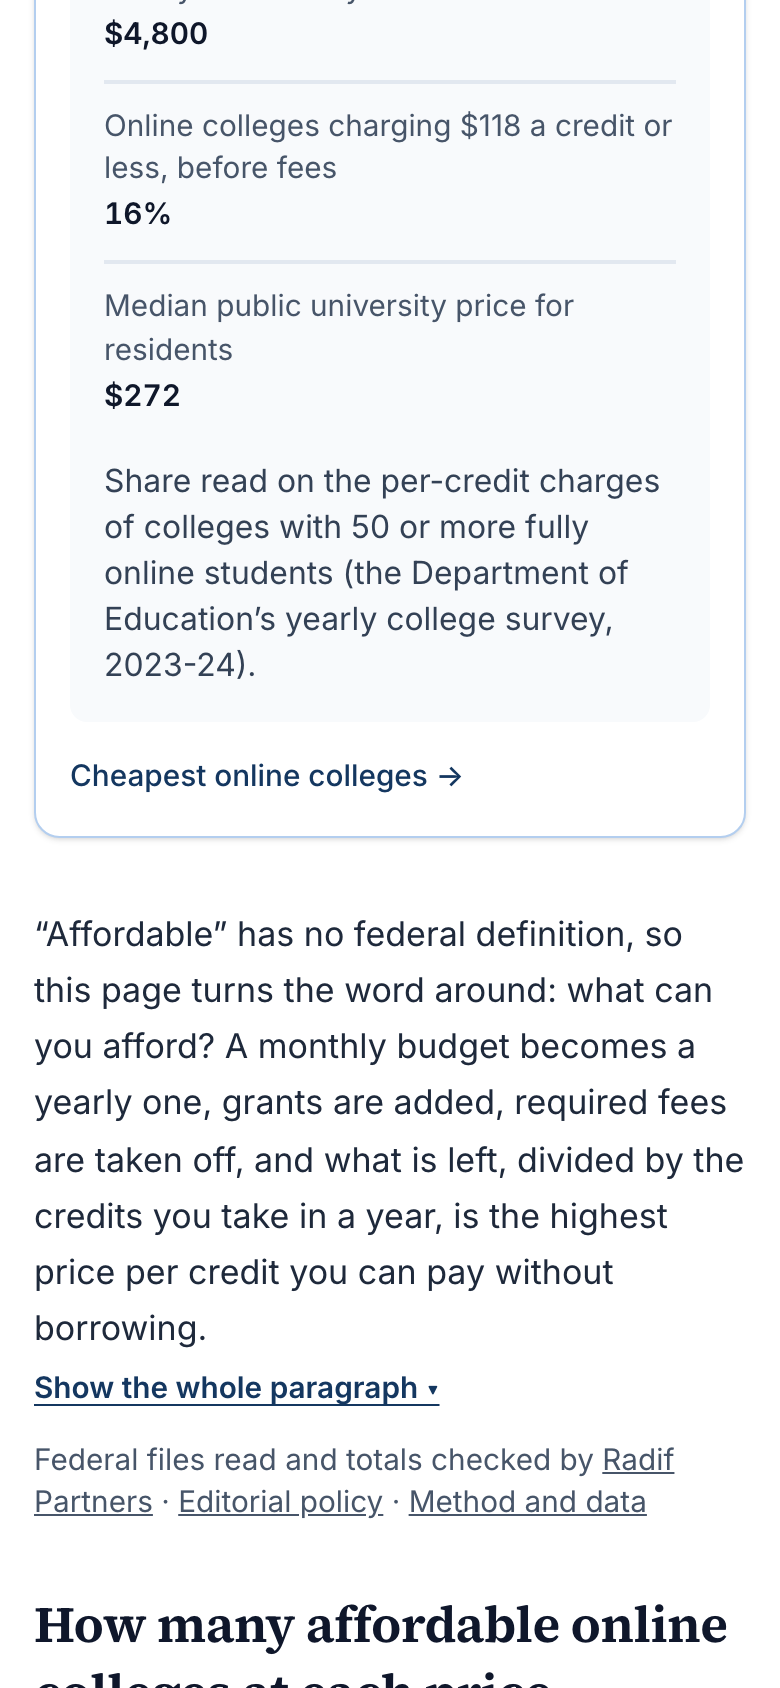 $4,800
Online colleges charging $118 a credit or
less, before fees
16%
Median public university price for
residents
$272
Share read on the per-credit charges
of colleges with 50 or more fully
online students (the Department of
Education’s yearly college survey,
2023-24).
Cheapest online colleges →
“Affordable” has no federal definition, so
this page turns the word around: what can
you afford? A monthly budget becomes a
yearly one, grants are added, required fees
are taken off, and what is left, divided by the
credits you take in a year, is the highest
price per credit you can pay without
borrowing.
Show the whole paragraph ▾
Federal files read and totals checked by Radif
Partners · Editorial policy · Method and data
How many affordable online
colleges at each price